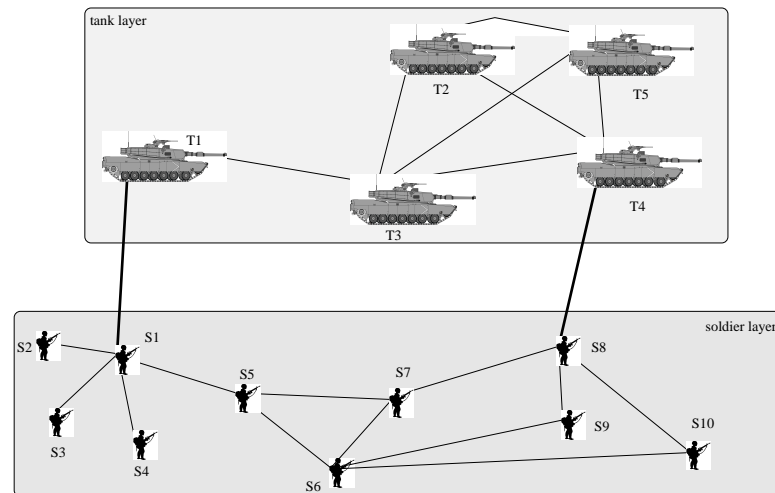 tank layer
T2
T5
T1
T4
T3
soldier layer
S2
S1
S8
S5
S7
S3
S4
S9
S10
S6